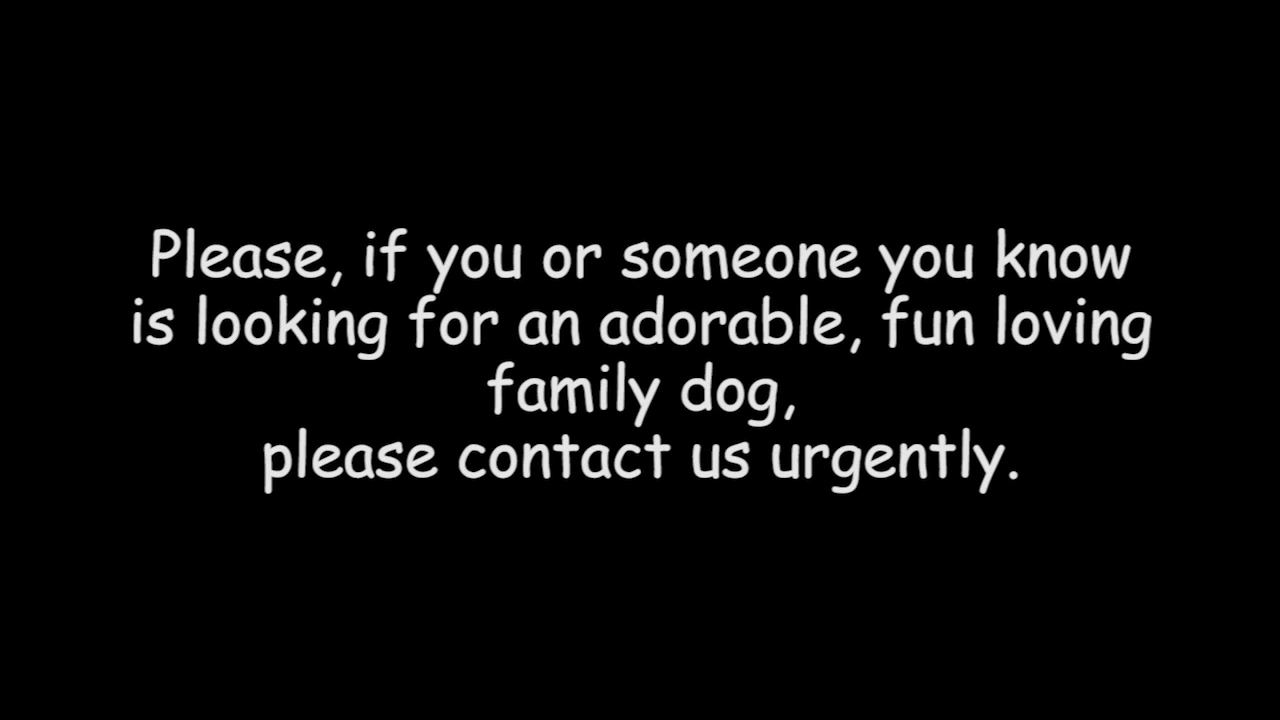 Please, if you or someone you know
is looking for an adorable, fun loving
family dog,
please contact us urgently.